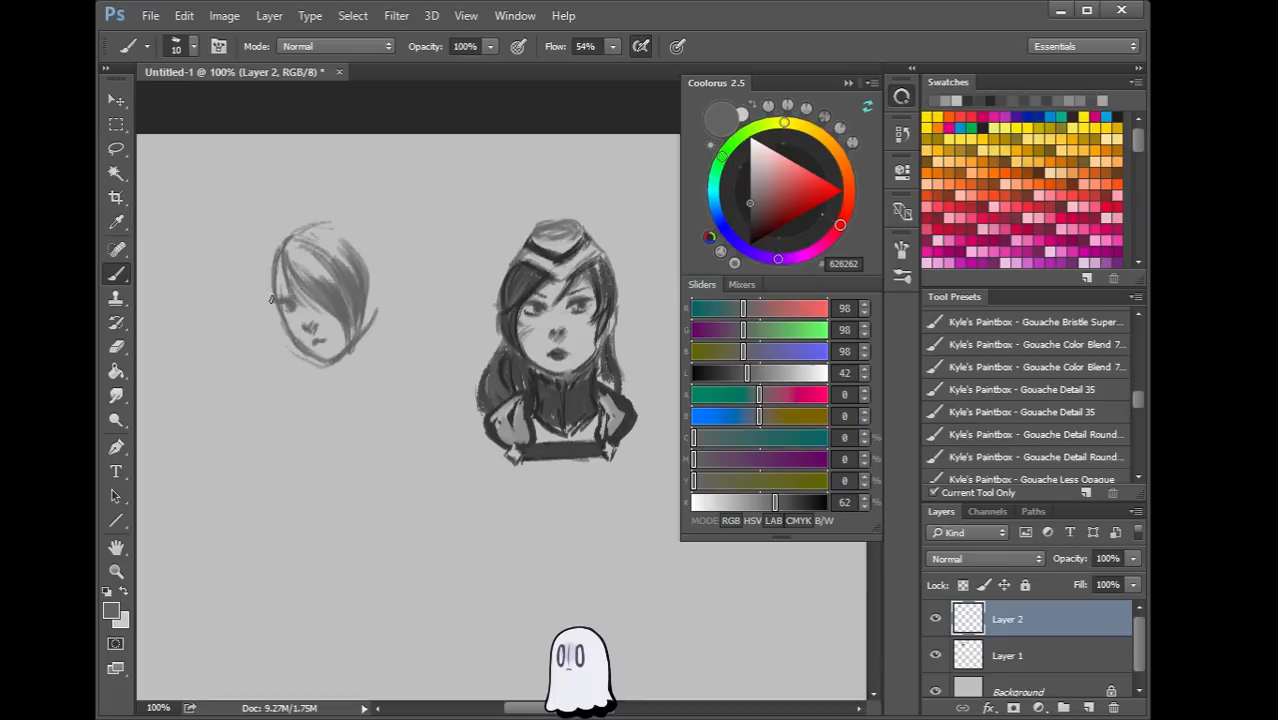 Ps File Edit Image Layer Type Select Filter 3D View Window Help
10 Mode: Normal Opacity: 100% Flow: 54% Essentials
Untitled-1 @ 100% (Layer 2, RGB/8) *
Coolorus 2.5
626262
Sliders Mixers
R 98
G 98
B 98
L 42
A 0
B 0
C 0 %
M 0 %
Y 0 %
K 62 %
MODE RGB HSV LAB CMYK B/W
Swatches
Tool Presets
Kyle's Paintbox - Gouache Bristle Super...
Kyle's Paintbox - Gouache Color Blend 7...
Kyle's Paintbox - Gouache Color Blend 7...
Kyle's Paintbox - Gouache Detail 35
Kyle's Paintbox - Gouache Detail 35
Kyle's Paintbox - Gouache Detail Round...
Kyle's Paintbox - Gouache Detail Round...
Kyle's Paintbox - Gouache Less Opaque
Current Tool Only
Layers Channels Paths
Kind
Normal Opacity: 100%
Lock: Fill: 100%
Layer 2
Layer 1
Background
100% Doc: 9.27M/1.75M